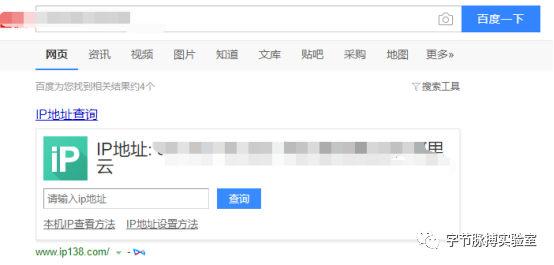 百度一下
网页 资讯 视频 图片 知道 文库 贴吧 采购 地图 更多»
百度为您找到相关结果约4个 搜索工具
IP地址查询
iP IP地址: 里
云
请输入ip地址 查询
本机IP查看方法 IP地址设置方法
www.ip138.com/
字节脉搏实验室